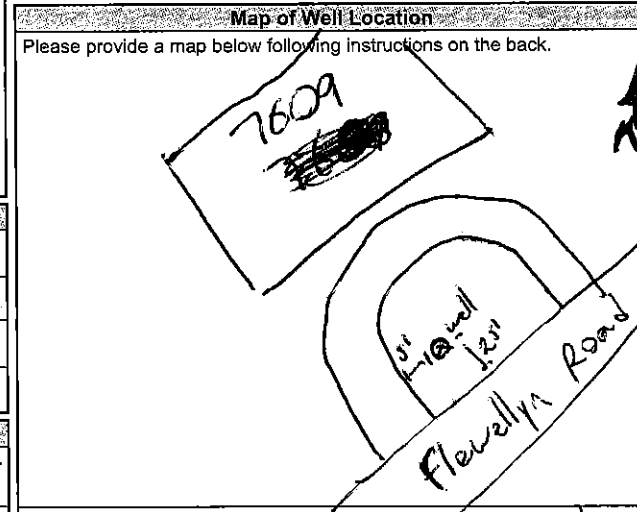 Map of Well Location
Please provide a map below following instructions on the back.
7609
5'
well
25'
Flewellyn Road